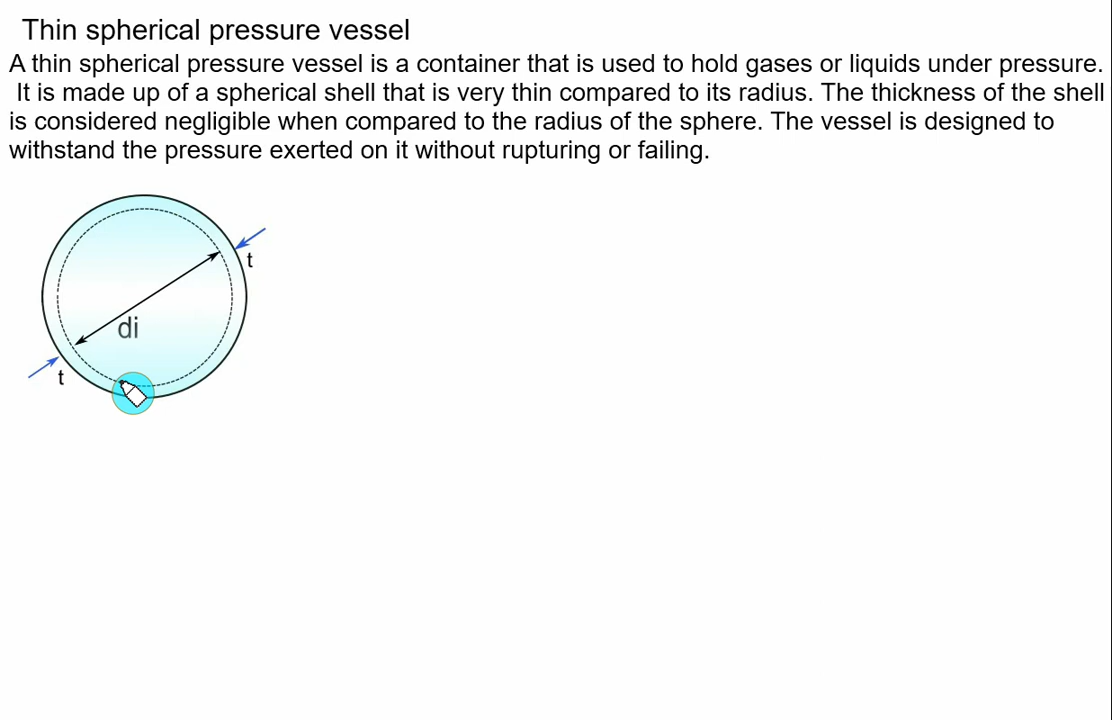 Thin spherical pressure vessel
A thin spherical pressure vessel is a container that is used to hold gases or liquids under pressure.
It is made up of a spherical shell that is very thin compared to its radius. The thickness of the shell
is considered negligible when compared to the radius of the sphere. The vessel is designed to
withstand the pressure exerted on it without rupturing or failing.
t
di
t